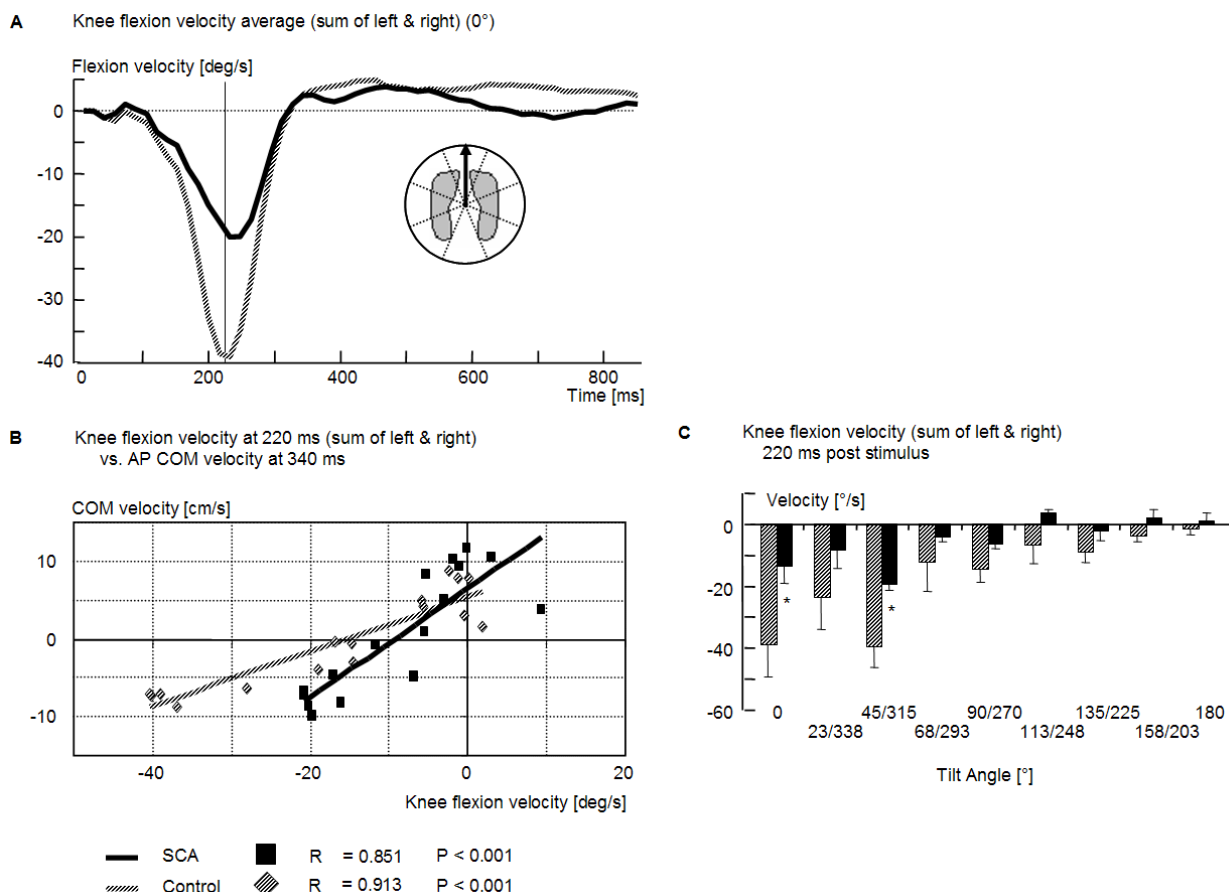 A Knee flexion velocity average (sum of left & right) (0°)
Flexion velocity [deg/s]
0
-10
-20
-30
-40
0 200 400 600 800
Time [ms]
B Knee flexion velocity at 220 ms (sum of left & right)
vs. AP COM velocity at 340 ms
COM velocity [cm/s]
10
0
-10
-40 -20 0 20
Knee flexion velocity [deg/s]
SCA R = 0.851 P < 0.001
Control R = 0.913 P < 0.001
C Knee flexion velocity (sum of left & right)
220 ms post stimulus
Velocity [°/s]
0
-20
-40
-60
* *
0 45/315 90/270 135/225 180
23/338 68/293 113/248 158/203
Tilt Angle [°]